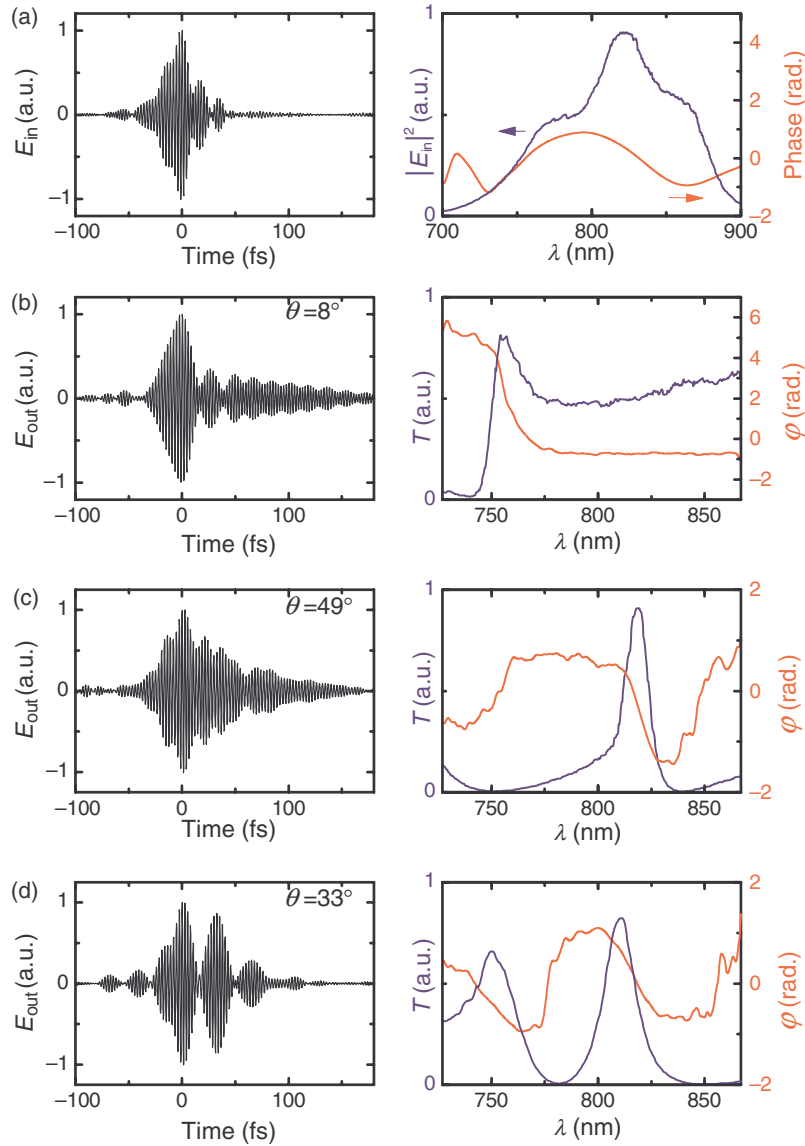 (a)
1
0
−1
E_in (a.u.)
−100 0 100
Time (fs)
1
0
|E_in|² (a.u.)
4
2
0
−2
Phase (rad.)
700 800 900
λ (nm)
(b)
θ=8°
1
0
−1
E_out (a.u.)
−100 0 100
Time (fs)
1
0
T (a.u.)
6
4
2
0
−2
φ (rad.)
750 800 850
λ (nm)
(c)
θ=49°
1
0
−1
E_out (a.u.)
−100 0 100
Time (fs)
1
0
T (a.u.)
2
0
−2
φ (rad.)
750 800 850
λ (nm)
(d)
θ=33°
1
0
−1
E_out (a.u.)
−100 0 100
Time (fs)
1
0
T (a.u.)
2
0
−2
φ (rad.)
750 800 850
λ (nm)